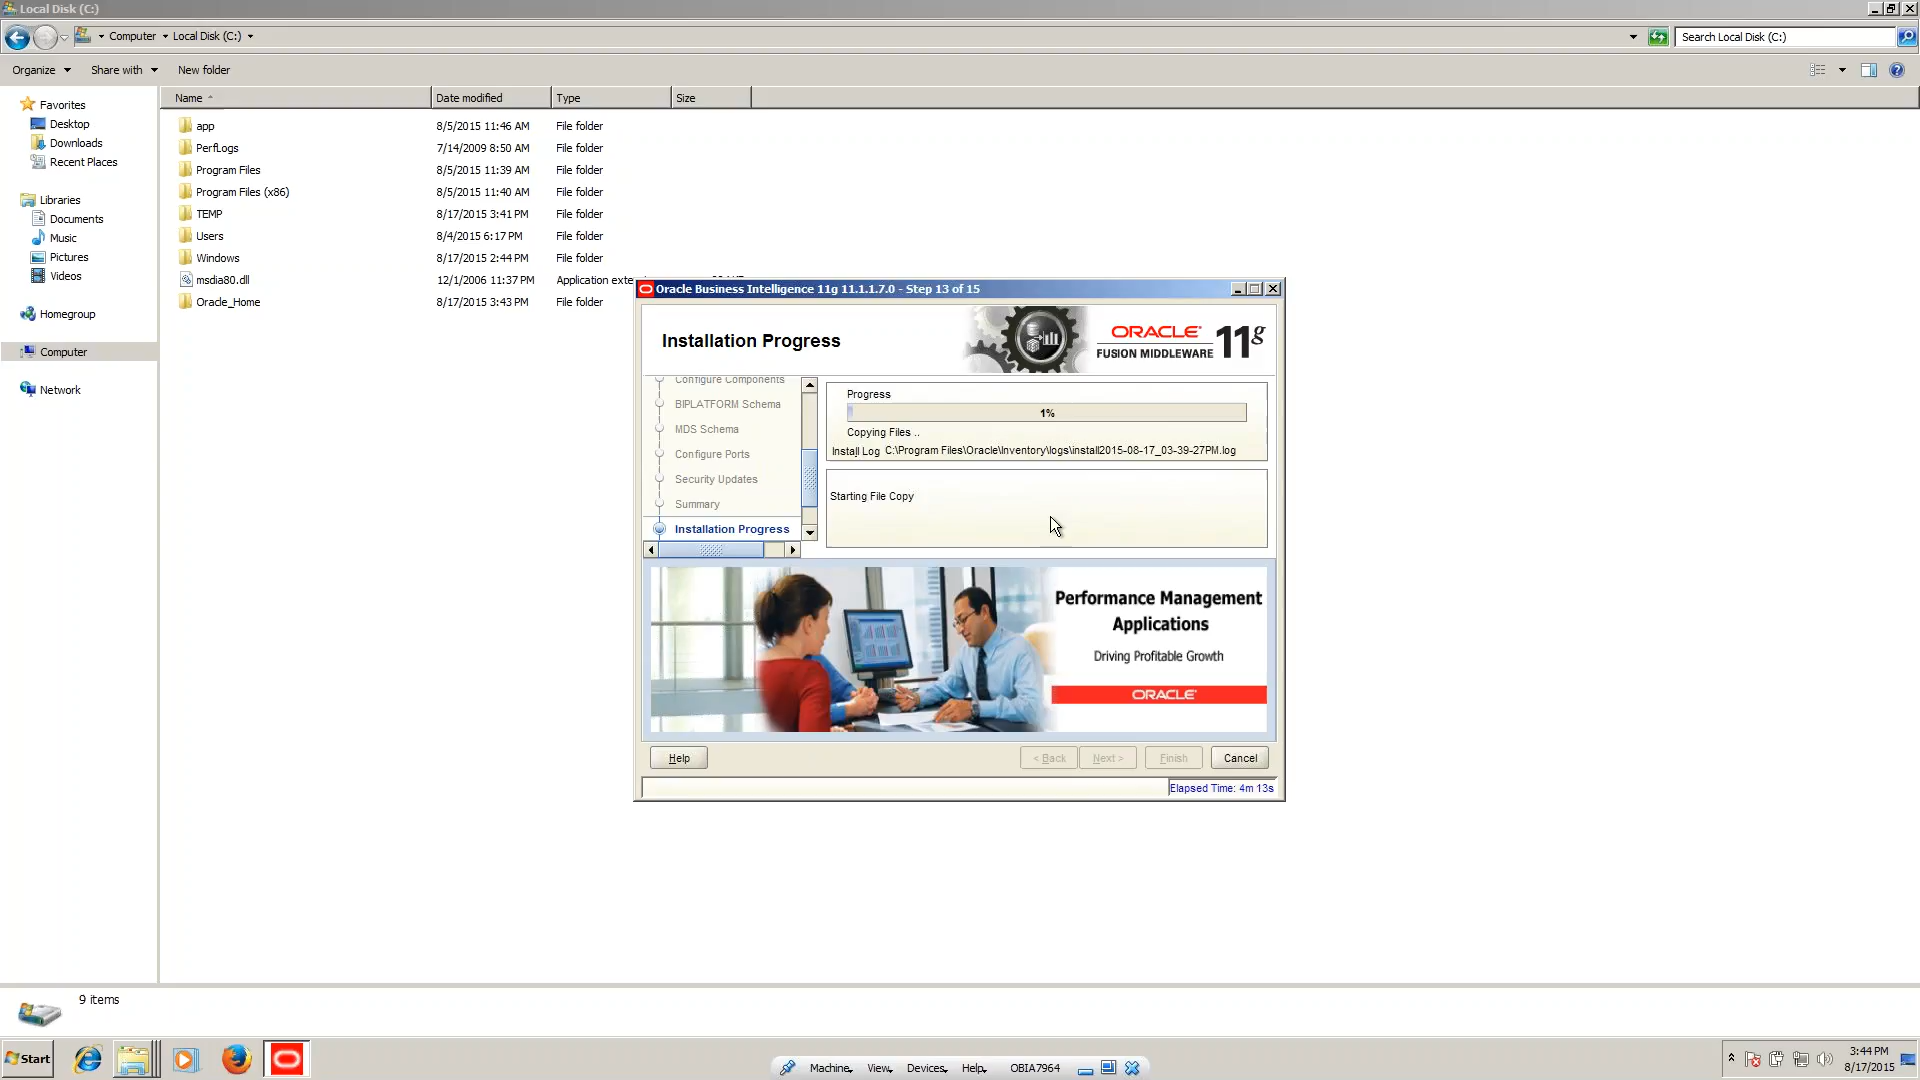 Local Disk (C:)
Computer
Local Disk (C:)
Search Local Disk (C:)
Organize
Share with
New folder
Favorites
Desktop
Downloads
Recent Places
Libraries
Documents
Music
Pictures
Videos
Homegroup
Computer
Network
Name Date modified Type Size
app 8/5/2015 11:46 AM File folder
PerfLogs 7/14/2009 8:50 AM File folder
Program Files 8/5/2015 11:39 AM File folder
Program Files (x86) 8/5/2015 11:40 AM File folder
TEMP 8/17/2015 3:41 PM File folder
Users 8/4/2015 6:17 PM File folder
Windows 8/17/2015 2:44 PM File folder
msdia80.dll 12/1/2006 11:37 PM Application exte
Oracle_Home 8/17/2015 3:43 PM File folder
Oracle Business Intelligence 11g 11.1.1.7.0 - Step 13 of 15
Installation Progress
ORACLE
FUSION MIDDLEWARE
11g
Configure Components
BIPLATFORM Schema
MDS Schema
Configure Ports
Security Updates
Summary
Installation Progress
Progress
1%
Copying Files ..
Install Log C:\Program Files\Oracle\Inventory\logs\install2015-08-17_03-39-27PM.log
Starting File Copy
Performance Management
Applications
Driving Profitable Growth
ORACLE
Help
< Back
Next >
Finish
Cancel
Elapsed Time: 4m 13s
9 items
Start
Machine
View
Devices
Help
OBIA7964
3:44 PM
8/17/2015